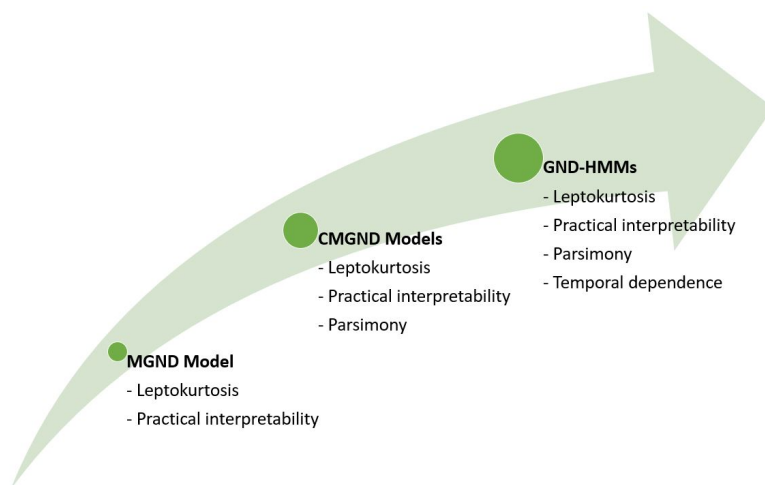 GND-HMMs
- Leptokurtosis
- Practical interpretability
- Parsimony
- Temporal dependence
CMGND Models
- Leptokurtosis
- Practical interpretability
- Parsimony
MGND Model
- Leptokurtosis
- Practical interpretability